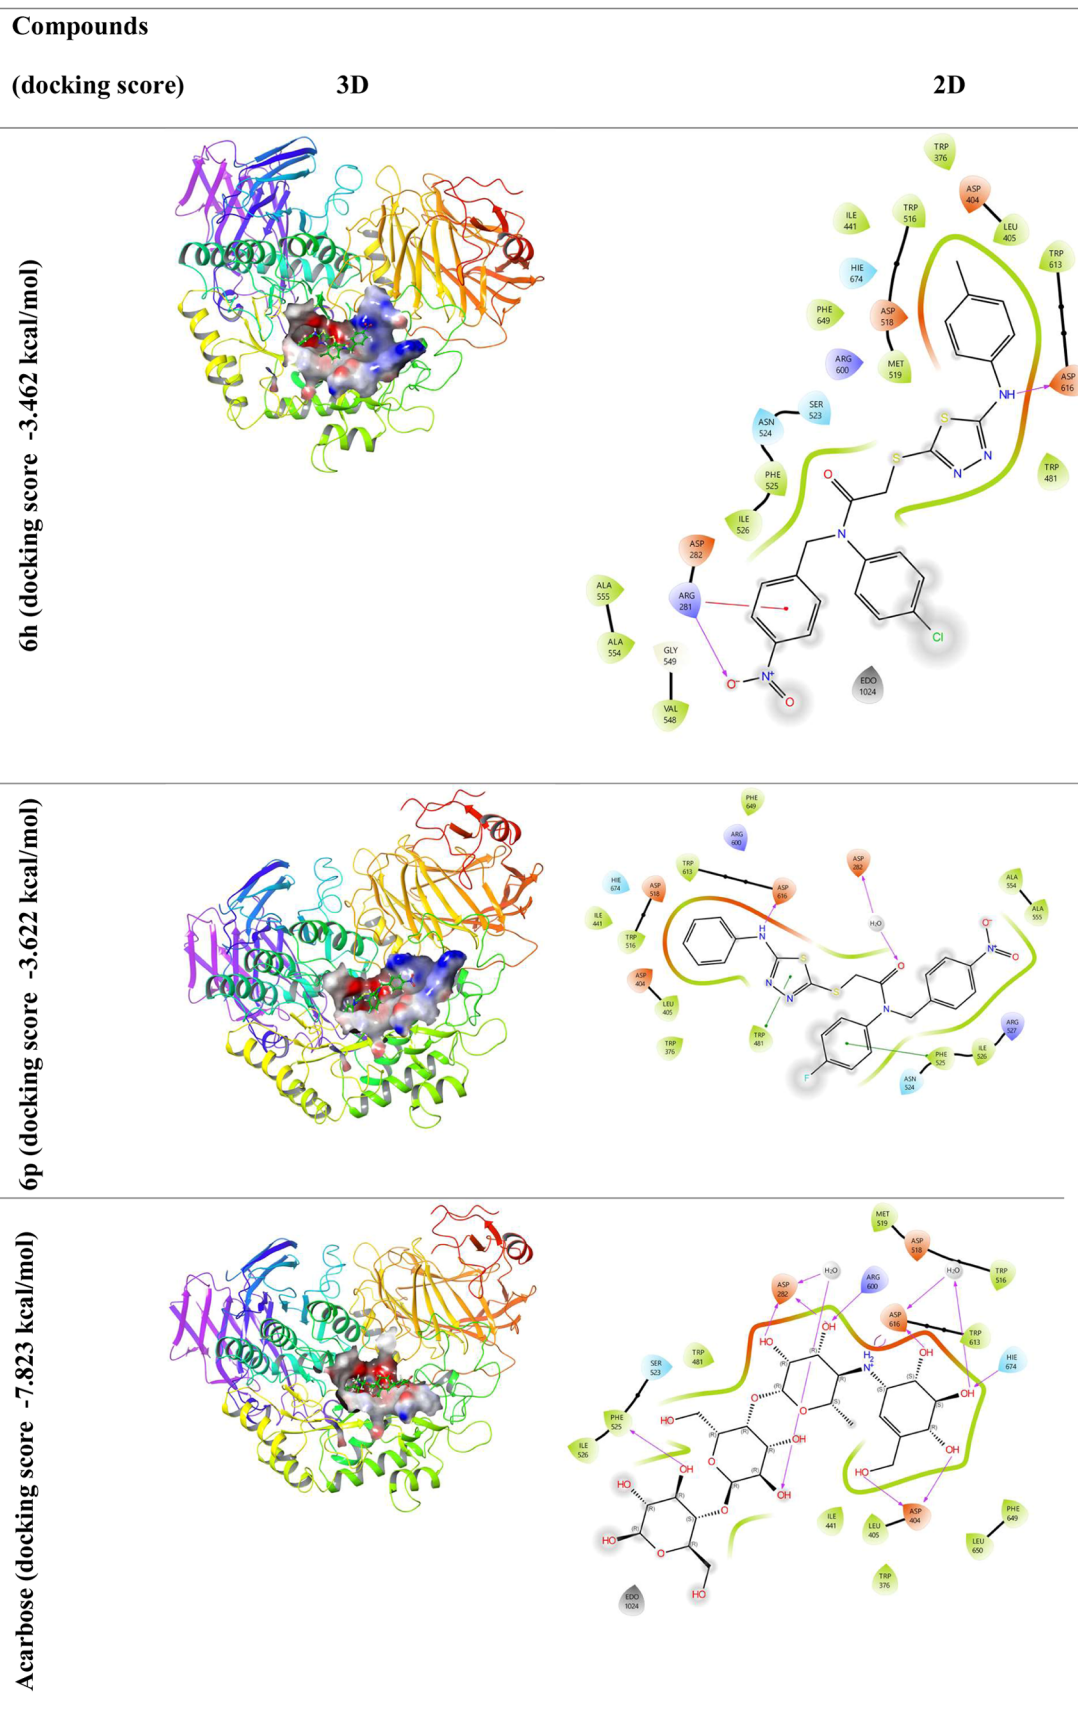 Compounds
(docking score) 3D 2D
6h (docking score -3.462 kcal/mol)
TRP
376
ASP
404
LEU
405
TRP
516
ILE
441
TRP
613
HIE
674
PHE
649
ASP
518
ARG
600
MET
519
ASP
616
NH
S
N
N
S
SER
523
ASN
524
PHE
525
TRP
481
ILE
526
O
N
ASP
282
ARG
281
ALA
555
ALA
554
GLY
549
VAL
548
Cl
O⁻
N⁺
O
EDO
1024
6p (docking score -3.622 kcal/mol)
PHE
649
ARG
600
TRP
613
ASP
616
ASP
282
HIE
674
ASP
518
ILE
441
TRP
516
ALA
554
ALA
555
H₂O
H
N
S
N
N
S
O
O⁻
N⁺
O
ASP
404
LEU
405
TRP
376
TRP
481
N
F
PHE
525
ILE
526
ARG
527
ASN
524
Acarbose (docking score -7.823 kcal/mol)
MET
519
ASP
518
TRP
516
H₂O
H₂O
ASP
282
ARG
600
ASP
616
TRP
613
HIE
674
TRP
481
SER
523
PHE
525
ILE
526
HO
(R)
OH
(R)
(R)
(R)
(S)
O
H₂
N⁺
(S)
OH
(S)
OH
(S)
(R)
OH
HO
O
HO
(R)
(R)
O
OH
(R)
(R)
OH
(R)
O
OH
HO
(R)
(R)
(S)
(R)
HO
(R)
O
HO
ILE
441
LEU
405
ASP
404
PHE
649
LEU
650
TRP
376
EDO
1024